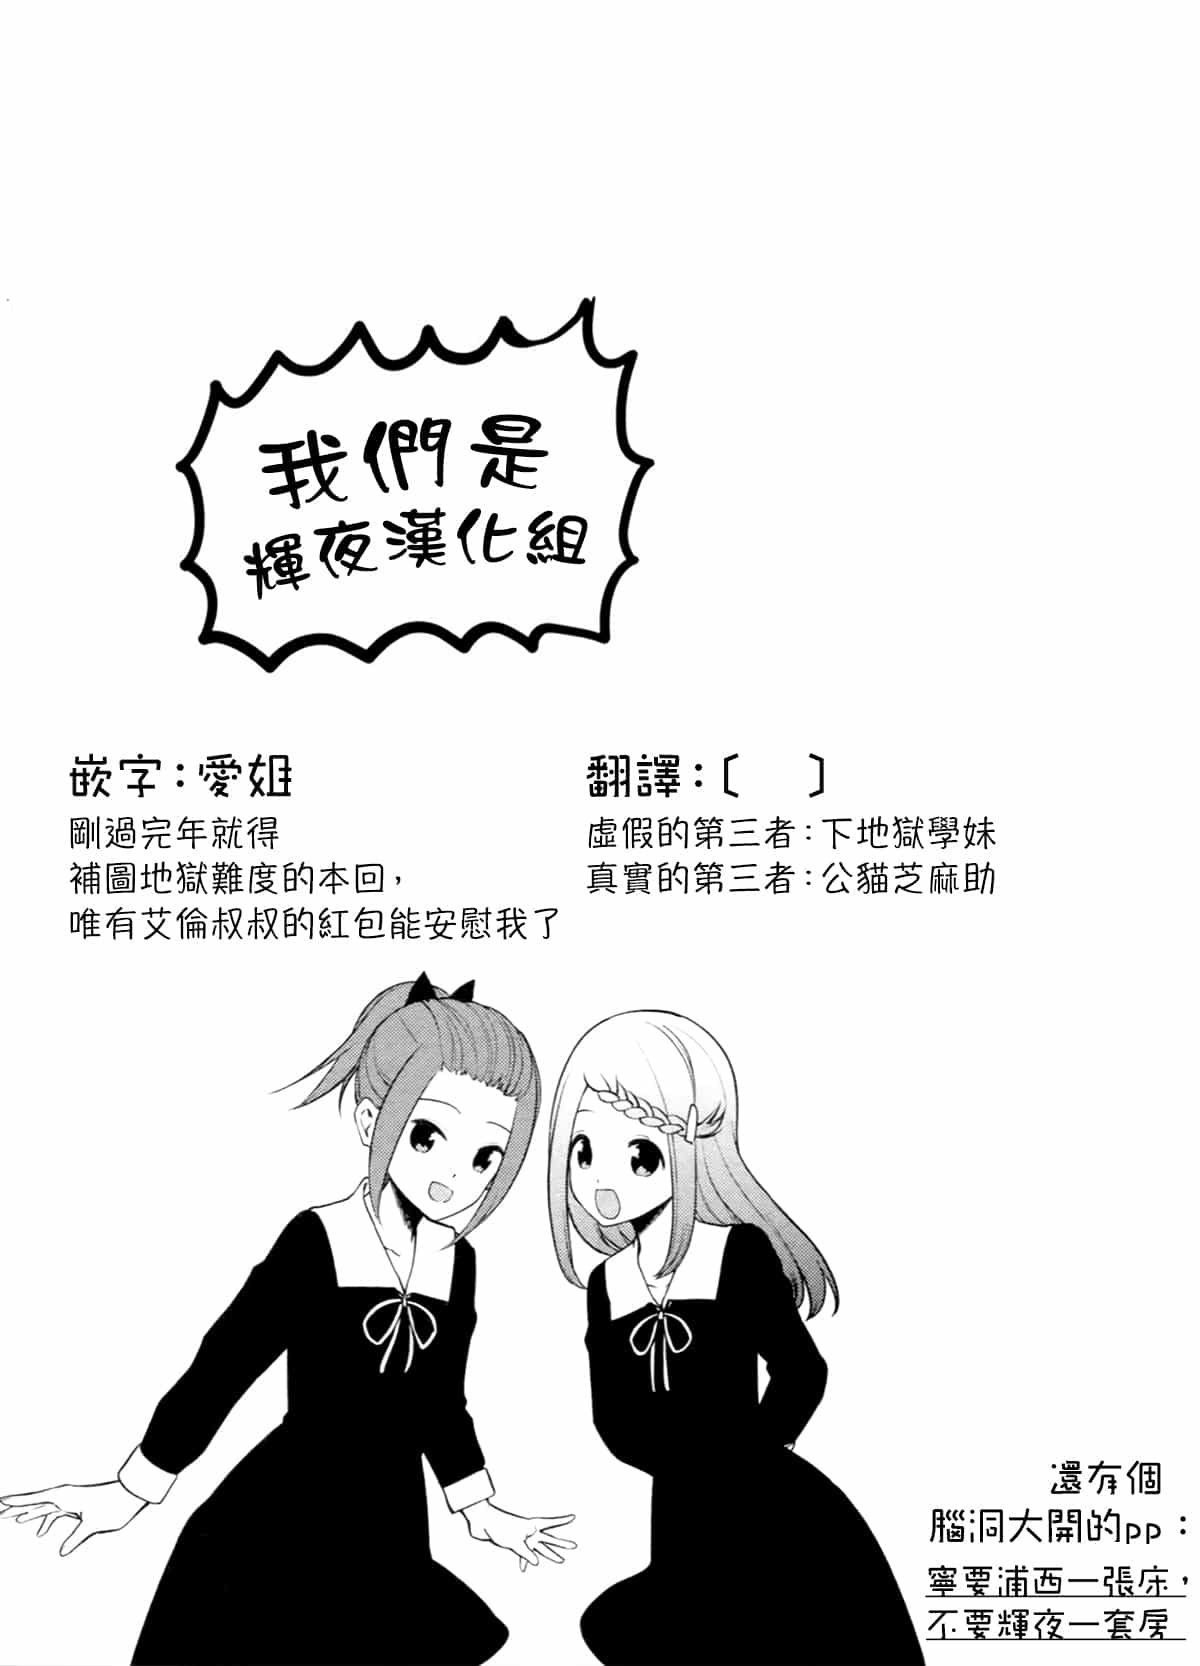 我們是
輝夜漢化組
嵌字：愛姐
剛過完年就得
補圖地獄難度的本回，
唯有艾倫叔叔的紅包能安慰我了
翻譯：〔　〕
虛假的第三者：下地獄學妹
真實的第三者：公貓芝麻助
還有個
腦洞大開的pp：
寧要浦西一張床，
不要輝夜一套房